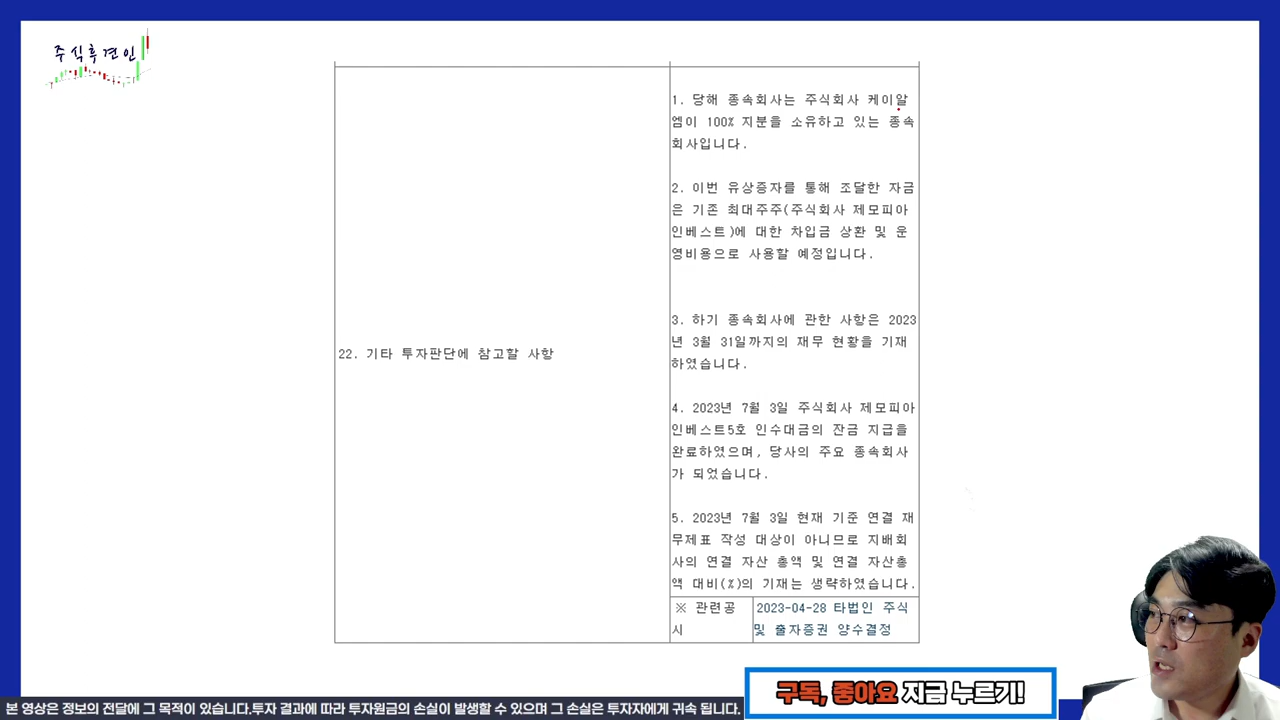 주식후견인
1. 당해 종속회사는 주식회사 케이알
엠이 100% 지분을 소유하고 있는 종속
회사입니다.
2. 이번 유상증자를 통해 조달한 자금
은 기존 최대주주(주식회사 제모피아
인베스트)에 대한 차입금 상환 및 운
영비용으로 사용할 예정입니다.
3. 하기 종속회사에 관한 사항은 2023
년 3월 31일까지의 재무 현황을 기재
하였습니다.
22. 기타 투자판단에 참고할 사항
4. 2023년 7월 3일 주식회사 제모피아
인베스트5호 인수대금의 잔금 지급을
완료하였으며, 당사의 주요 종속회사
가 되었습니다.
5. 2023년 7월 3일 현재 기준 연결 재
무제표 작성 대상이 아니므로 지배회
사의 연결 자산 총액 및 연결 자산총
액 대비(%)의 기재는 생략하였습니다.
※ 관련공
시
2023-04-28 타법인 주식
및 출자증권 양수결정
구독, 좋아요 지금 누르기!
본 영상은 정보의 전달에 그 목적이 있습니다.투자 결과에 따라 투자원금의 손실이 발생할 수 있으며 그 손실은 투자자에게 귀속 됩니다.